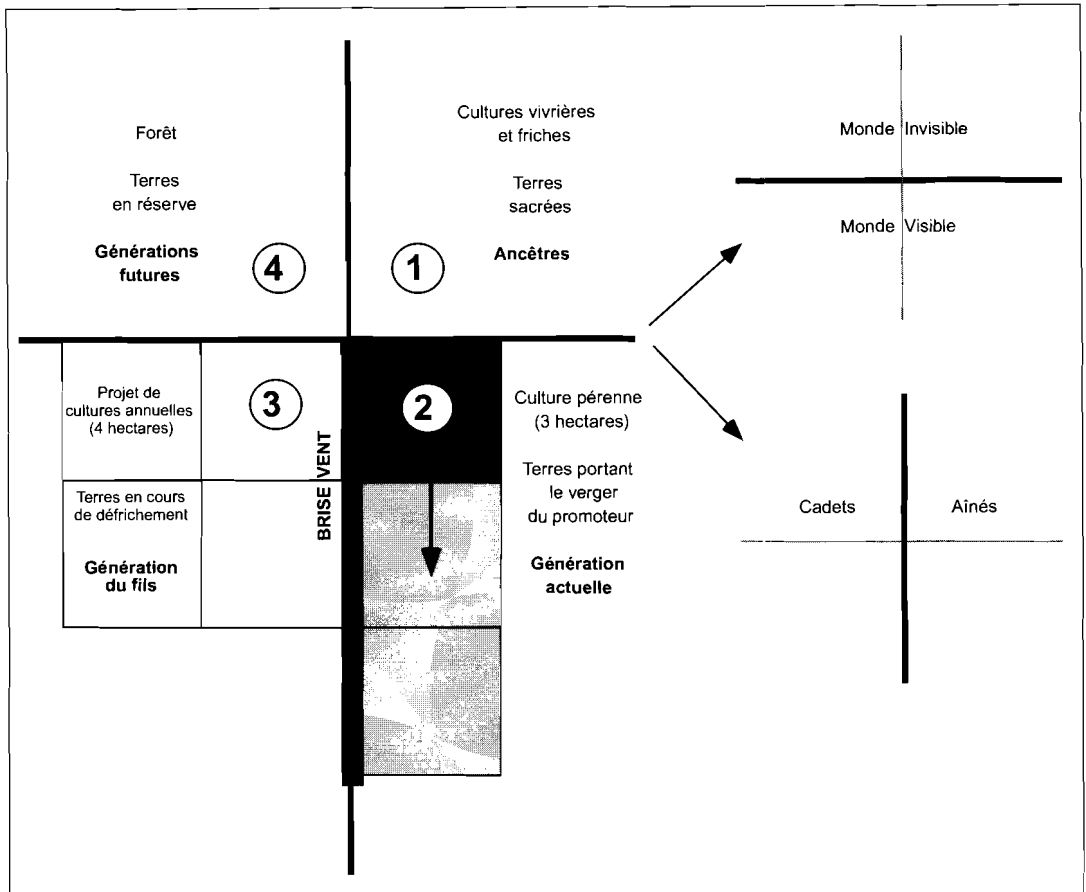 Forêt
Terres
en réserve
Générations
futures
4
1
Cultures vivrières
et friches
Terres
sacrées
Ancêtres
Monde Invisible
Monde Visible
Projet de
cultures annuelles
(4 hectares)
3
Terres en cours
de défrichement
Génération
du fils
BRISE VENT
2
Culture pérenne
(3 hectares)
Terres portant
le verger
du promoteur
Génération
actuelle
Cadets
Aînés